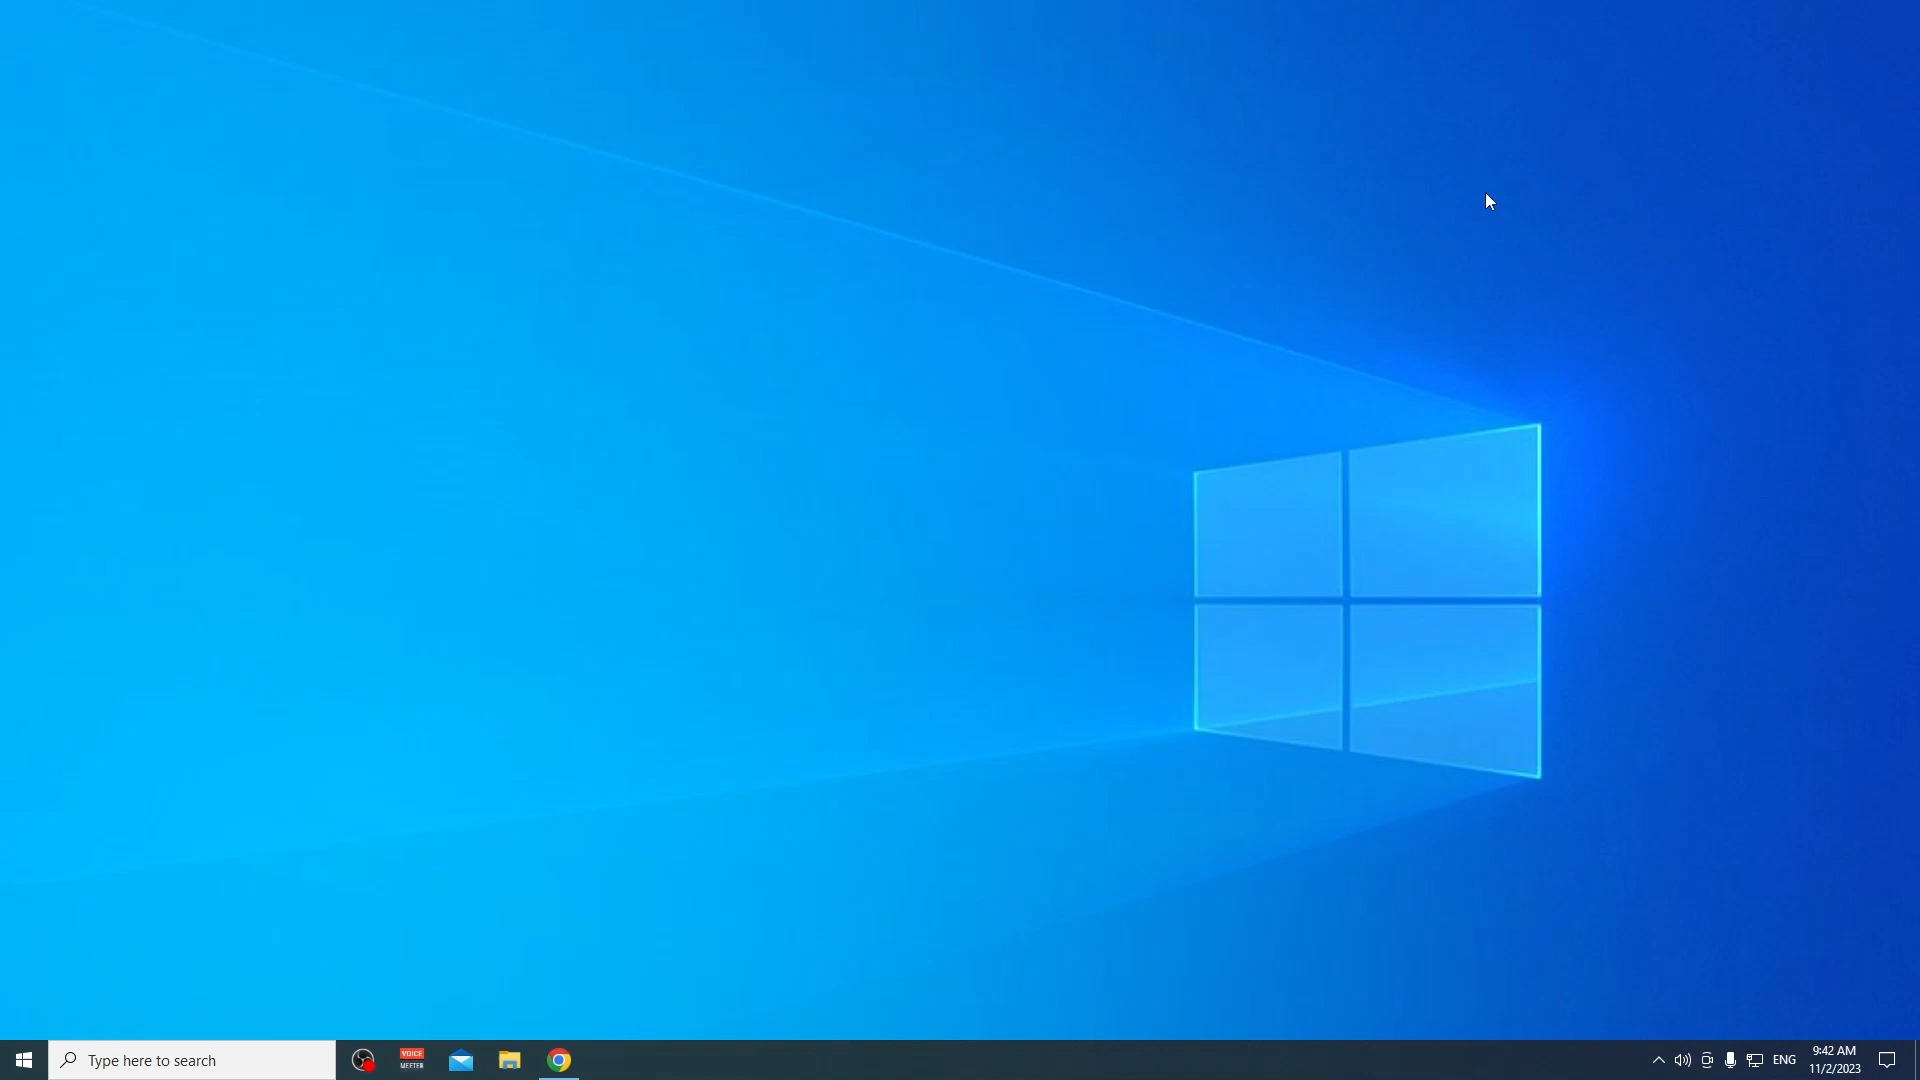 Type here to search
VOICE
MEETER
ENG
9:42 AM
11/2/2023